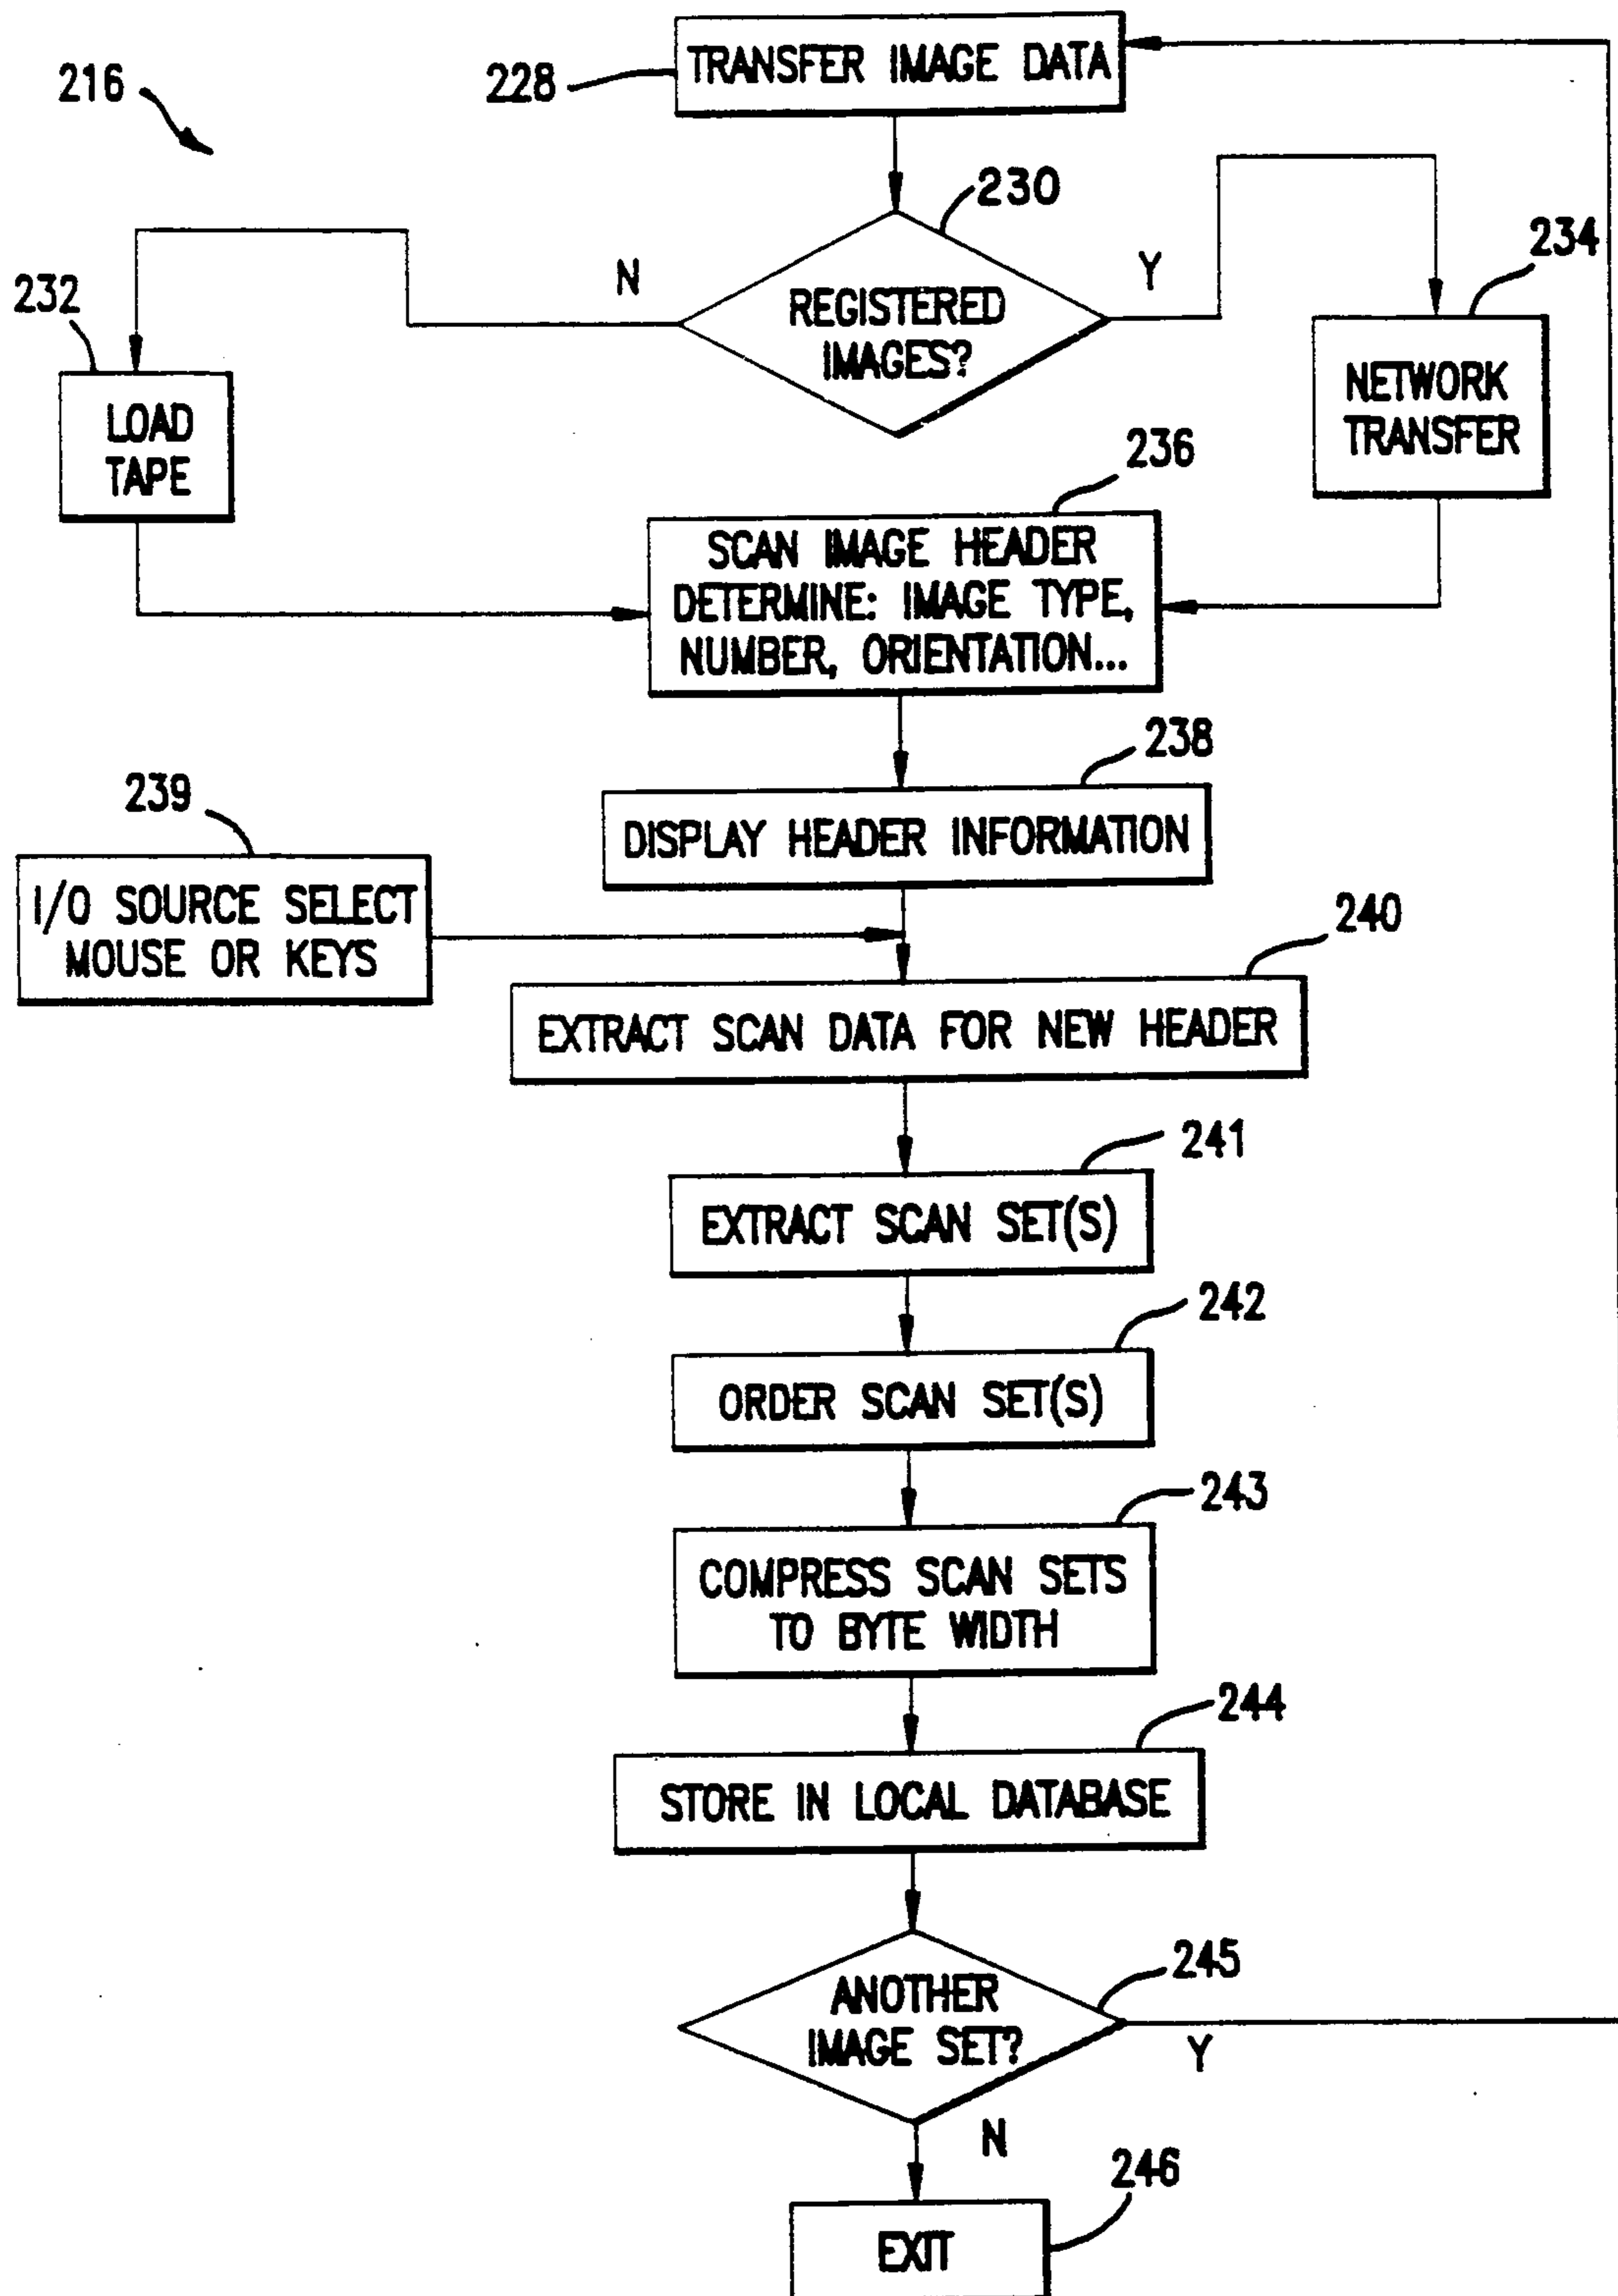 216
228
TRANSFER IMAGE DATA
230
N
REGISTERED
IMAGES?
Y
232
LOAD
TAPE
234
NETWORK
TRANSFER
236
SCAN IMAGE HEADER
DETERMINE: IMAGE TYPE,
NUMBER, ORIENTATION...
238
DISPLAY HEADER INFORMATION
239
I/O SOURCE SELECT
MOUSE OR KEYS
240
EXTRACT SCAN DATA FOR NEW HEADER
241
EXTRACT SCAN SET(S)
242
ORDER SCAN SET(S)
243
COMPRESS SCAN SETS
TO BYTE WIDTH
244
STORE IN LOCAL DATABASE
245
ANOTHER
IMAGE SET?
Y
N
246
EXIT